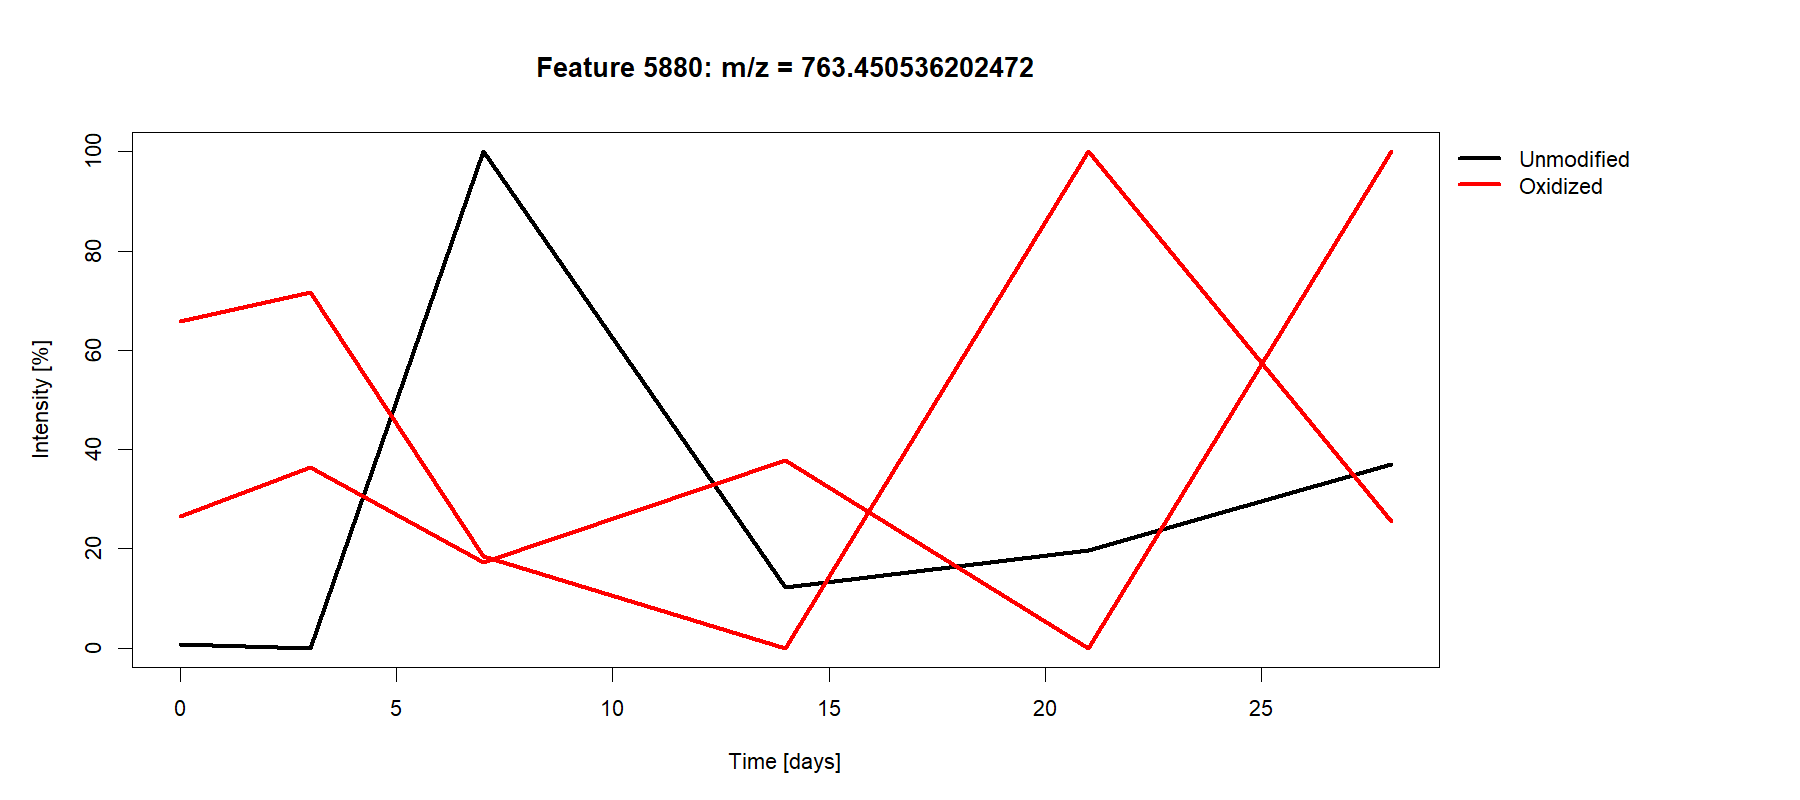 Feature 5880: m/z = 763.450536202472
Unmodified
Oxidized
Intensity [%]
100
80
60
40
20
0
0 5 10 15 20 25
Time [days]